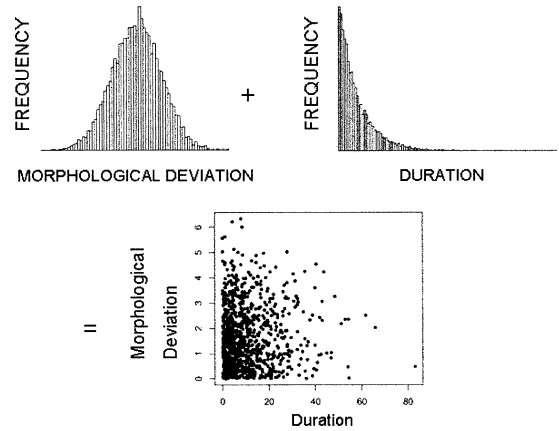 FREQUENCY
MORPHOLOGICAL DEVIATION
+
FREQUENCY
DURATION
=
Morphological
Deviation
6
5
4
3
2
1
0
0 20 40 60 80
Duration